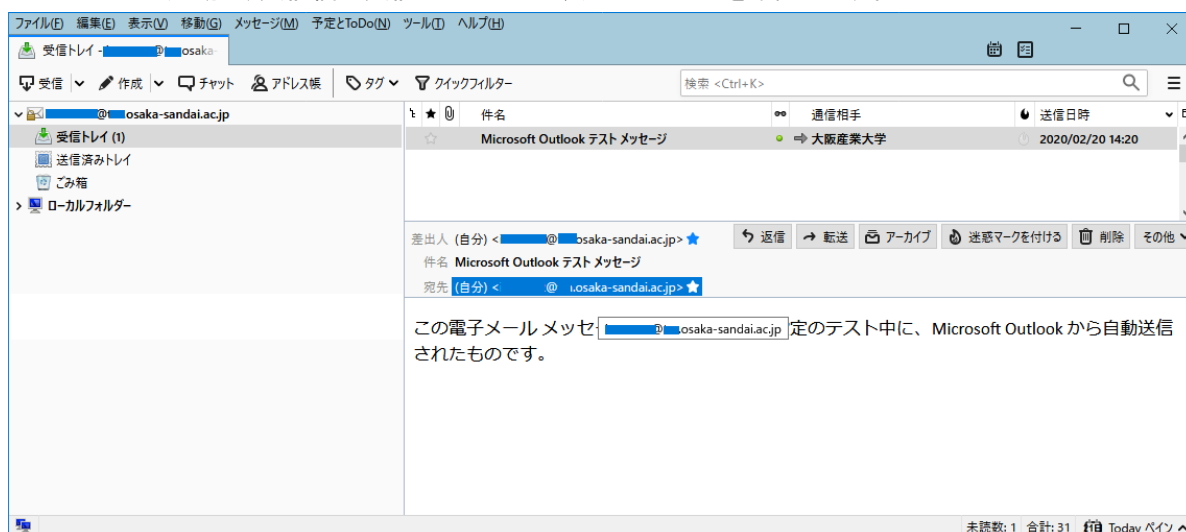 ファイル(F) 編集(E) 表示(V) 移動(G) メッセージ(M) 予定とToDo(N) ツール(T) ヘルプ(H)
受信トレイ - @ osaka-
受信 作成 チャット アドレス帳 タグ クイックフィルター 検索 <Ctrl+K>
@ osaka-sandai.ac.jp
受信トレイ (1)
送信済みトレイ
ごみ箱
ローカルフォルダー
件名 通信相手 送信日時
Microsoft Outlook テスト メッセージ 大阪産業大学 2020/02/20 14:20
差出人 (自分) < @ osaka-sandai.ac.jp> 返信 転送 アーカイブ 迷惑マークを付ける 削除 その他
件名 Microsoft Outlook テスト メッセージ
宛先 (自分) < @ .osaka-sandai.ac.jp>
この電子メール メッセ @ .osaka-sandai.ac.jp 定のテスト中に、Microsoft Outlook から自動送信
されたものです。
未読数: 1 合計: 31 Today ペイン